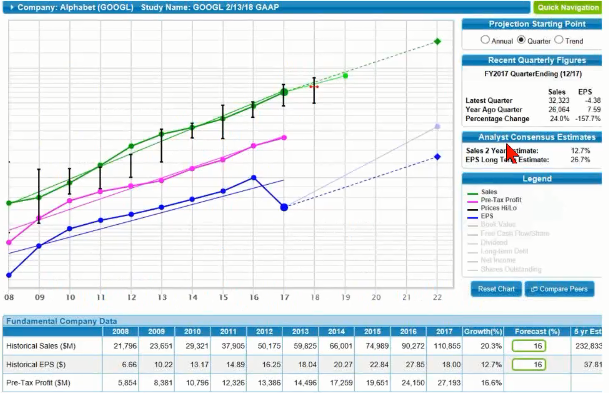 Company: Alphabet (GOOGL) Study Name: GOOGL 2/13/18 GAAP
Quick Navigation
Projection Starting Point
Annual Quarter Trend
Recent Quarterly Figures
FY2017 QuarterEnding (12/17)
Sales EPS
Latest Quarter 32,323 -4.38
Year Ago Quarter 26,064 7.59
Percentage Change 24.0% -157.7%
Analyst Consensus Estimates
Sales 2 Year Estimate: 12.7%
EPS Long Term Estimate: 26.7%
Legend
Sales
Pre-Tax Profit
Prices Hi/Lo
EPS
Book Value
Free Cash Flow/Share
Dividend
Long-term Debt
Net Income
Shares Outstanding
Reset Chart Compare Peers
08 09 10 11 12 13 14 15 16 17 18 19 20 21 22
Fundamental Company Data
2008 2009 2010 2011 2012 2013 2014 2015 2016 2017 Growth(%) Forecast (%) 5 yr Est
Historical Sales ($M) 21,796 23,651 29,321 37,905 50,175 59,825 66,001 74,989 90,272 110,855 20.3% 16 232,833
Historical EPS ($) 6.66 10.22 13.17 14.89 16.25 18.04 20.27 22.84 27.85 18.00 12.7% 16 37.81
Pre-Tax Profit ($M) 5,854 8,381 10,796 12,326 13,386 14,496 17,259 19,651 24,150 27,193 16.6%